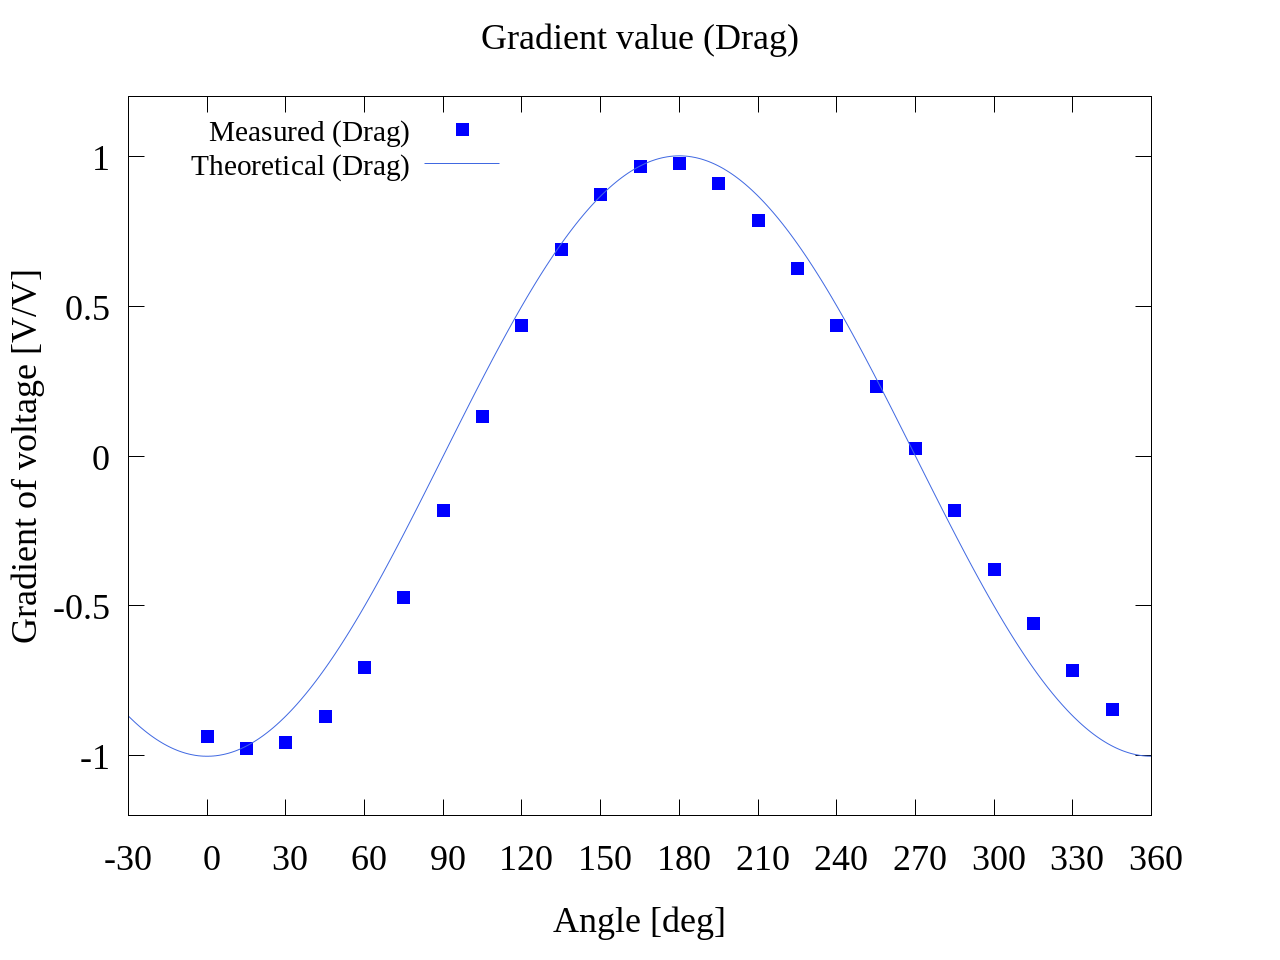 Gradient value (Drag)
Measured (Drag)
Theoretical (Drag)
1
0.5
0
-0.5
-1
Gradient of voltage [V/V]
-30 0 30 60 90 120 150 180 210 240 270 300 330 360
Angle [deg]